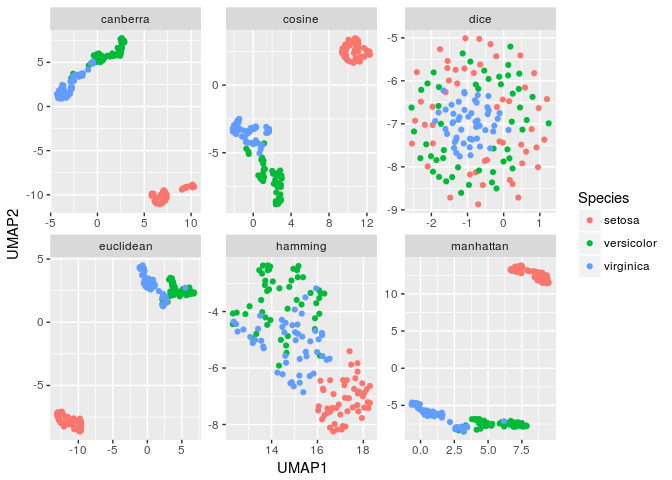 canberra cosine dice
5
0
-5
-10
-5 0 5 10
0
-5
0 4 8 12
-5
-6
-7
-8
-9
-2 -1 0 1
euclidean hamming manhattan
5
0
-5
-10 -5 0 5
-4
-6
-8
14 16 18
10
5
0
-5
0.0 2.5 5.0 7.5
UMAP1
UMAP2
Species
setosa
versicolor
virginica